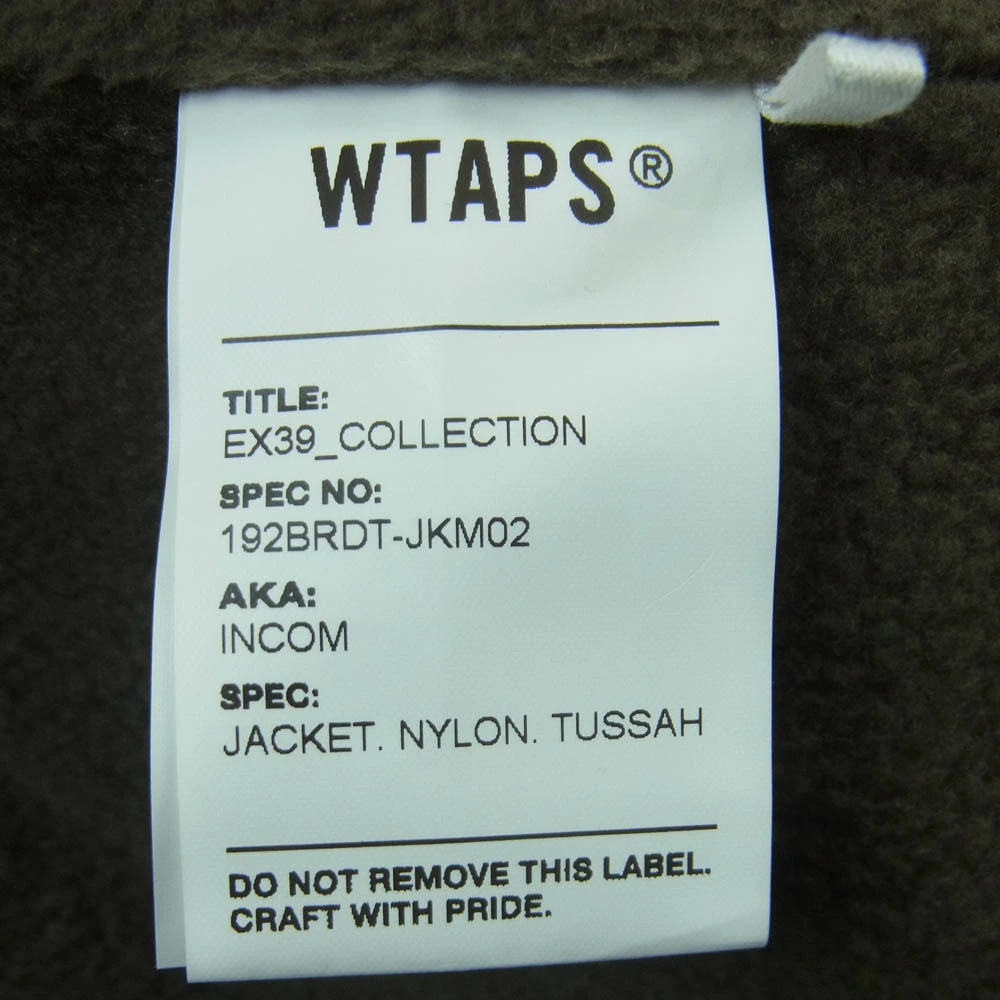 WTAPS®
TITLE:
EX39_COLLECTION
SPEC NO:
192BRDT-JKM02
AKA:
INCOM
SPEC:
JACKET. NYLON. TUSSAH
DO NOT REMOVE THIS LABEL.
CRAFT WITH PRIDE.